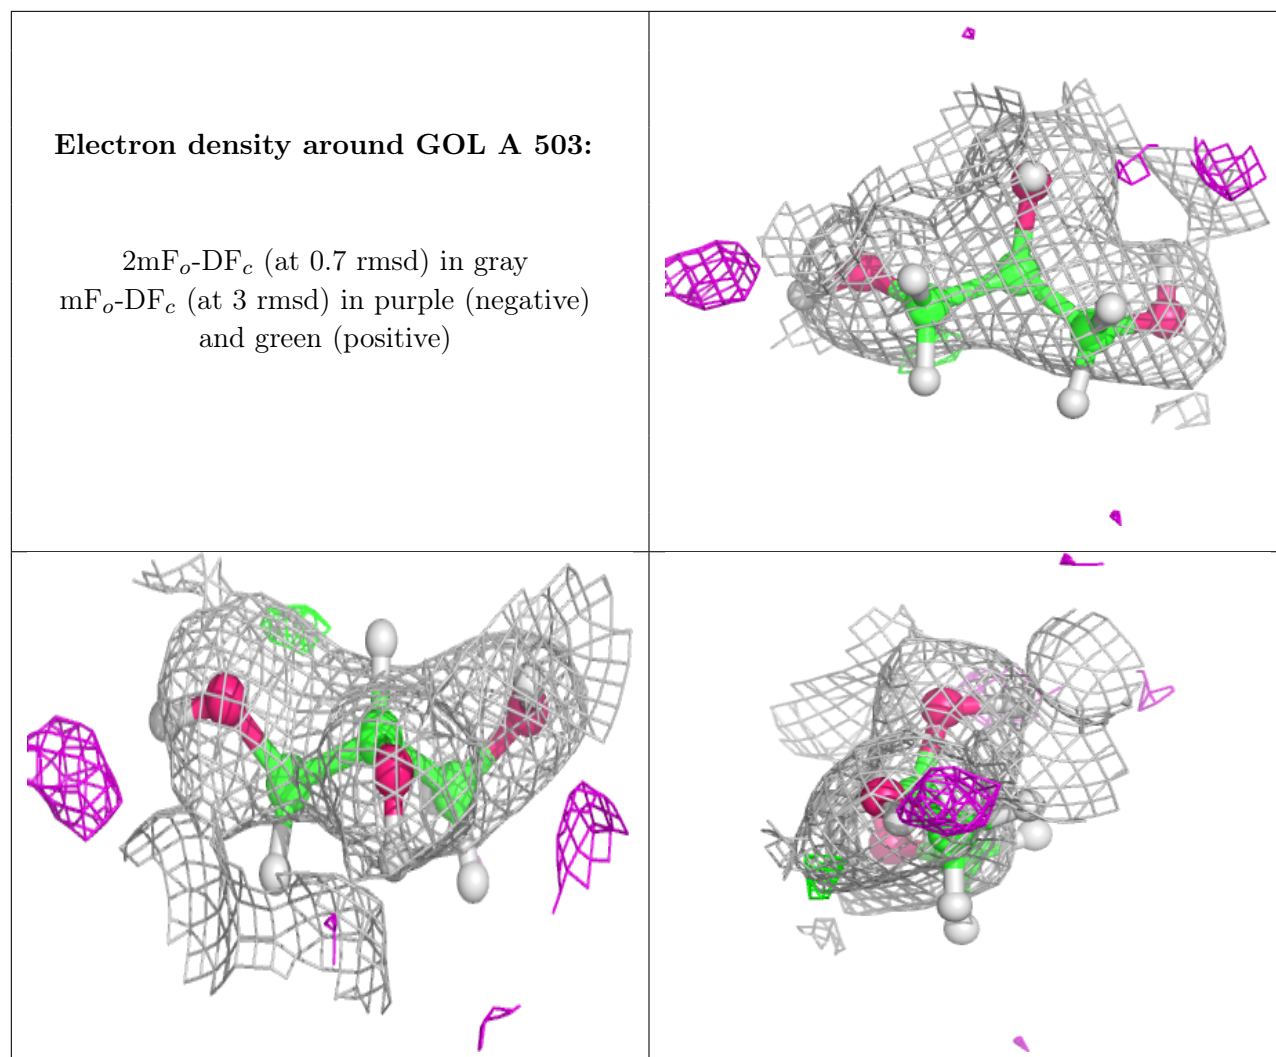 Electron density around GOL A 503:
2mFo-DFc (at 0.7 rmsd) in gray
mFo-DFc (at 3 rmsd) in purple (negative)
and green (positive)